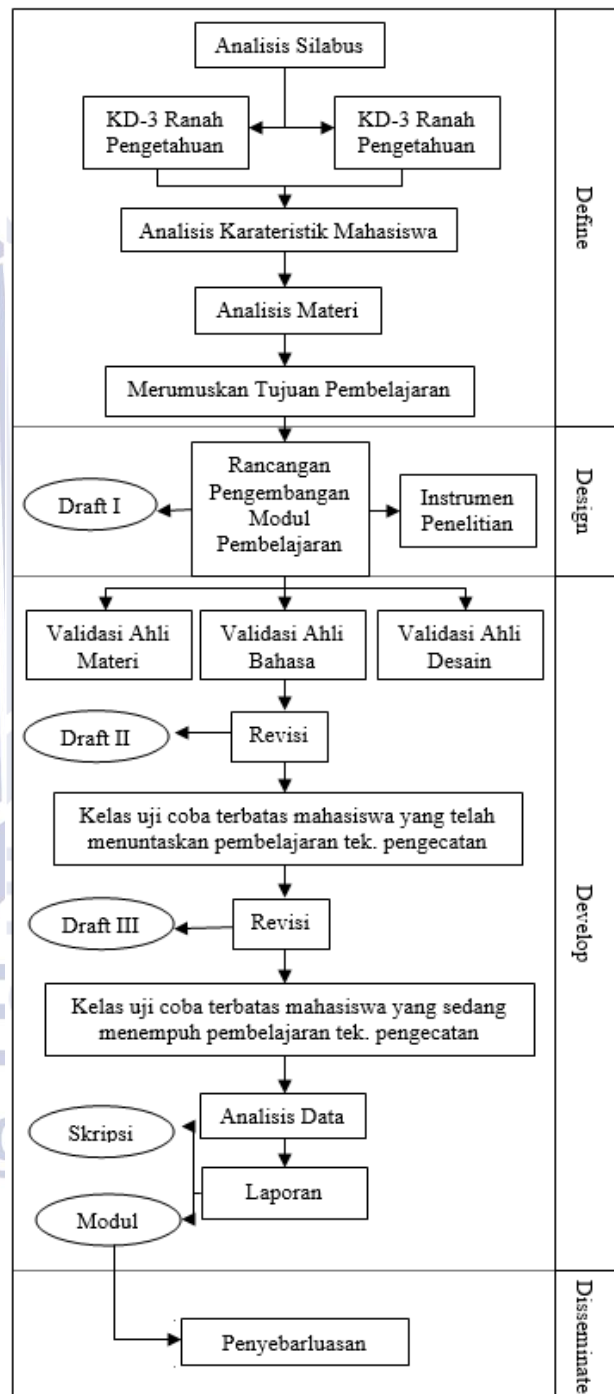 Analisis Silabus
KD-3 Ranah
Pengetahuan
KD-3 Ranah
Pengetahuan
Analisis Karateristik Mahasiswa
Analisis Materi
Merumuskan Tujuan Pembelajaran
Define
Rancangan
Pengembangan
Modul
Pembelajaran
Draft I
Instrumen
Penelitian
Design
Validasi Ahli
Materi
Validasi Ahli
Bahasa
Validasi Ahli
Desain
Draft II
Revisi
Kelas uji coba terbatas mahasiswa yang telah
menuntaskan pembelajaran tek. pengecatan
Draft III
Revisi
Kelas uji coba terbatas mahasiswa yang sedang
menempuh pembelajaran tek. pengecatan
Analisis Data
Skripsi
Laporan
Modul
Develop
Penyebarluasan
Disseminate